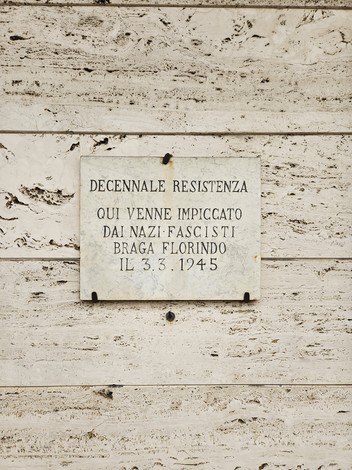 DECENNALE RESISTENZA
QUI VENNE IMPICCATO
DAI NAZI-FASCISTI
BRAGA FLORINDO
IL 3.3.1945